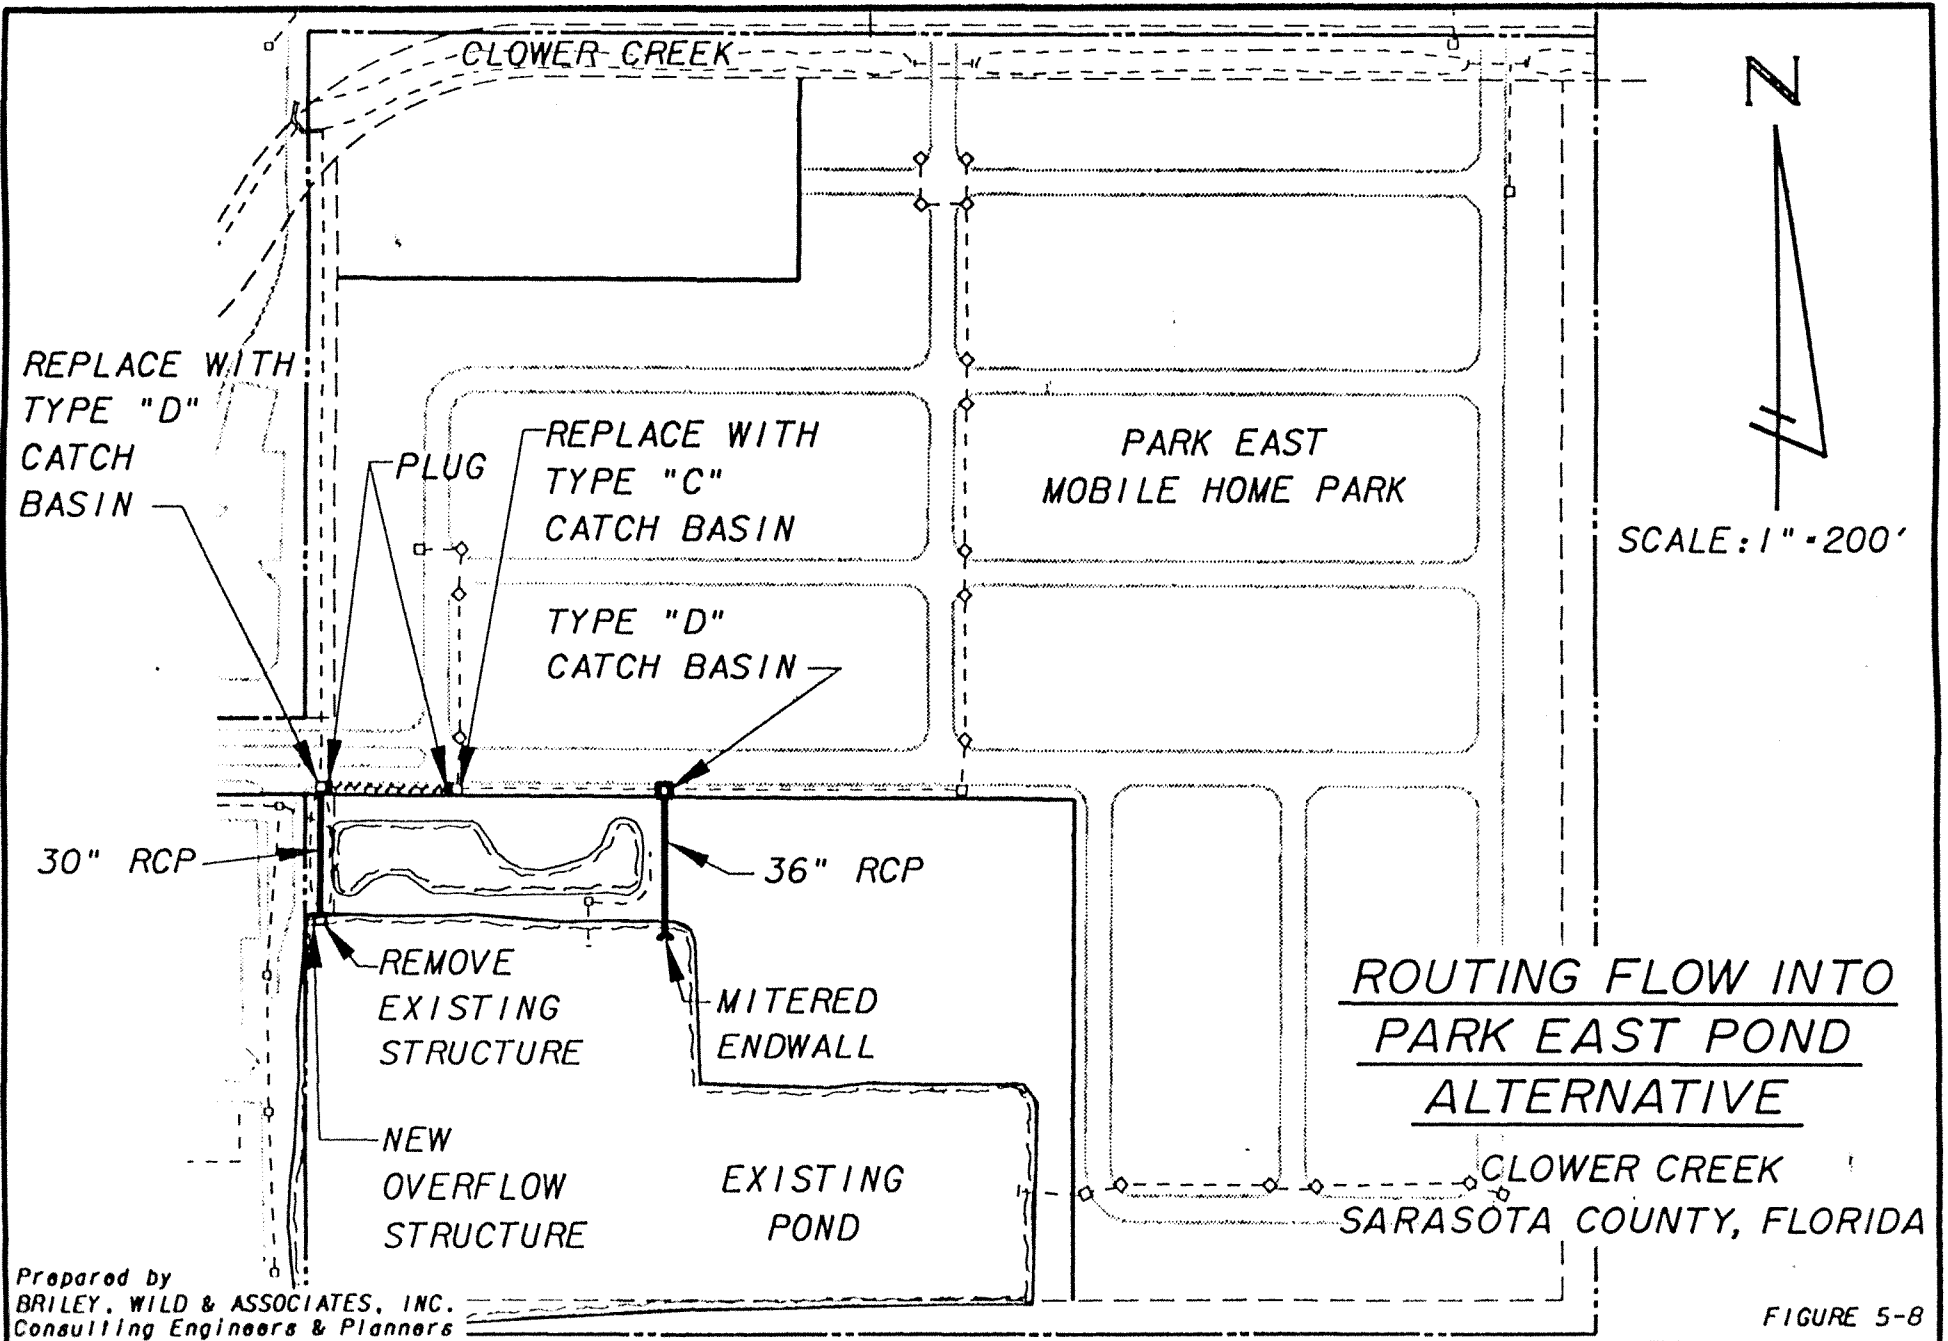 CLOWER CREEK
N
REPLACE WITH
TYPE "D"
CATCH
BASIN
PLUG
REPLACE WITH
TYPE "C"
CATCH BASIN
PARK EAST
MOBILE HOME PARK
SCALE: 1" = 200'
TYPE "D"
CATCH BASIN
30" RCP
36" RCP
REMOVE
EXISTING
STRUCTURE
MITERED
ENDWALL
NEW
OVERFLOW
STRUCTURE
EXISTING
POND
ROUTING FLOW INTO
PARK EAST POND
ALTERNATIVE
CLOWER CREEK
SARASOTA COUNTY, FLORIDA
Prepared by
BRILEY, WILD & ASSOCIATES, INC.
Consulting Engineers & Planners
FIGURE 5-8